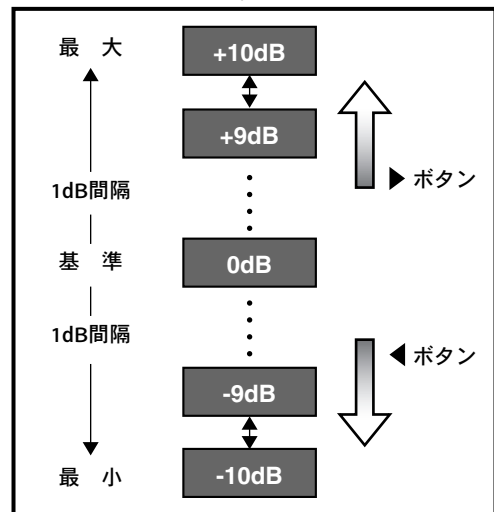 最 大 +10dB
+9dB
▶ ボタン
1dB間隔
基 準 0dB
1dB間隔
◀ ボタン
-9dB
最 小 -10dB